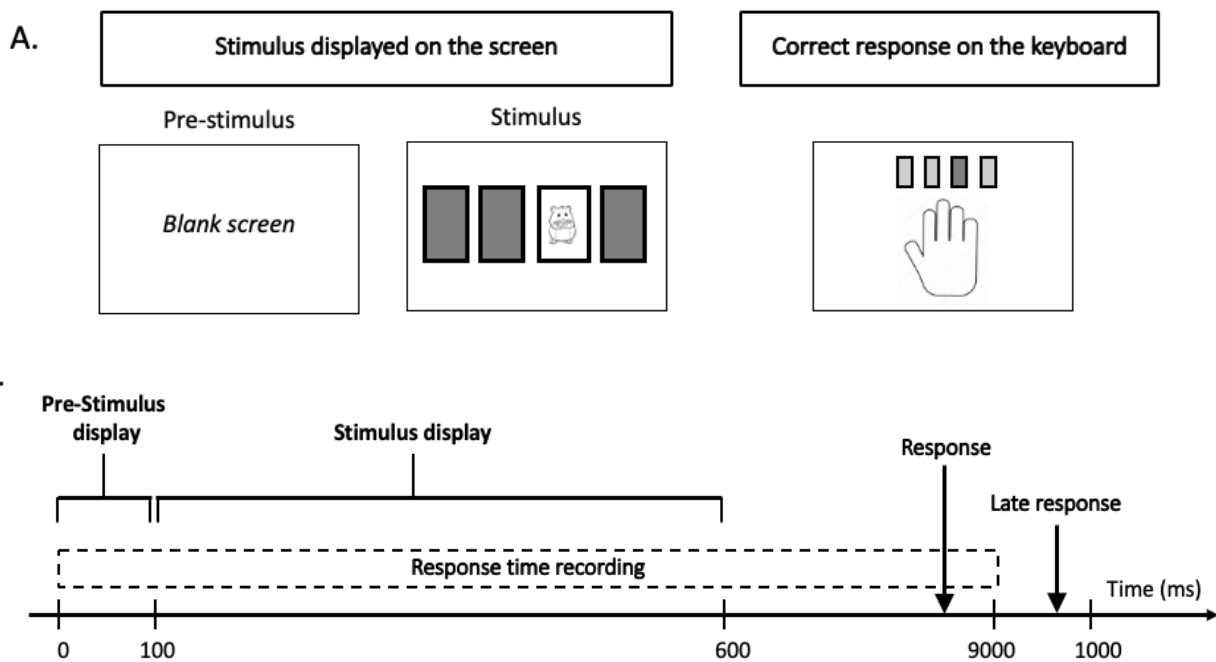 A.
Stimulus displayed on the screen
Correct response on the keyboard
Pre-stimulus
Stimulus
Blank screen
.
Pre-Stimulus
display
Stimulus display
Response
Late response
Response time recording
Time (ms)
0
100
600
9000
1000